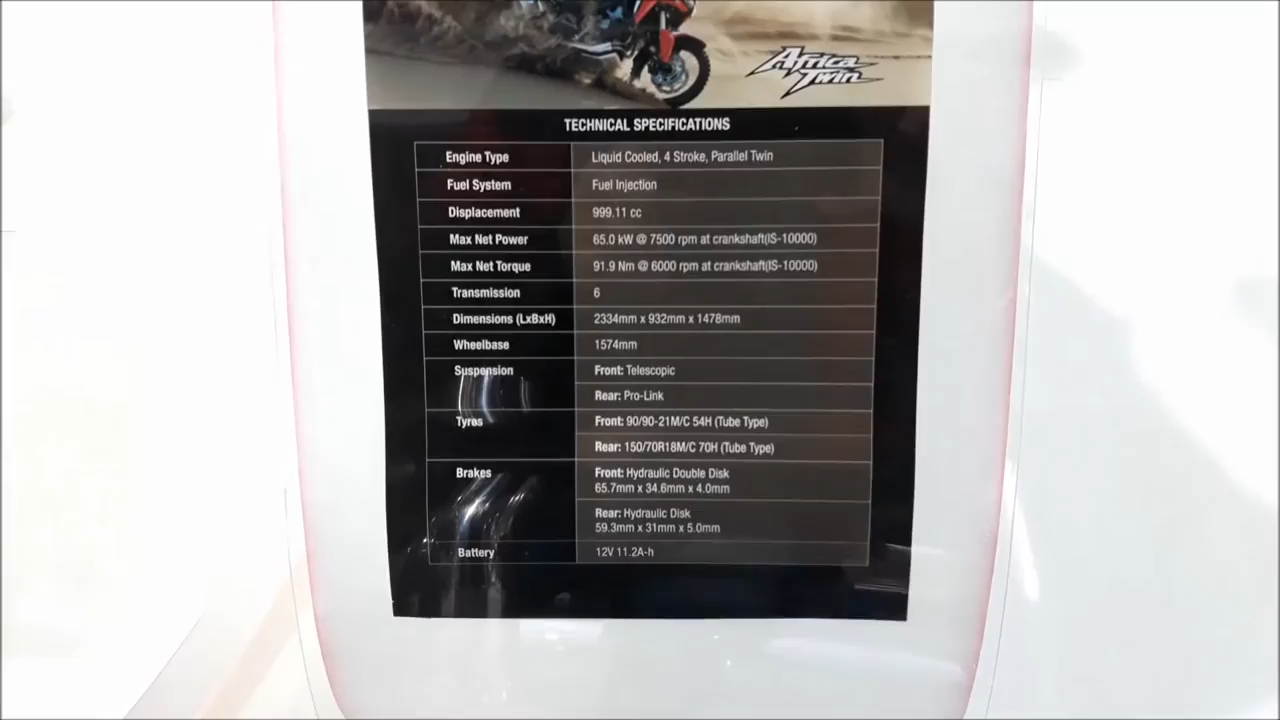 Africa
Twin
TECHNICAL SPECIFICATIONS
Engine Type Liquid Cooled, 4 Stroke, Parallel Twin
Fuel System Fuel Injection
Displacement 999.11 cc
Max Net Power 65.0 kW @ 7500 rpm at crankshaft(IS-10000)
Max Net Torque 91.9 Nm @ 6000 rpm at crankshaft(IS-10000)
Transmission 6
Dimensions (LxBxH) 2334mm x 932mm x 1478mm
Wheelbase 1574mm
Suspension Front: Telescopic
Rear: Pro-Link
Tyres Front: 90/90-21M/C 54H (Tube Type)
Rear: 150/70R18M/C 70H (Tube Type)
Brakes Front: Hydraulic Double Disk
65.7mm x 34.6mm x 4.0mm
Rear: Hydraulic Disk
59.3mm x 31mm x 5.0mm
Battery 12V 11.2A-h